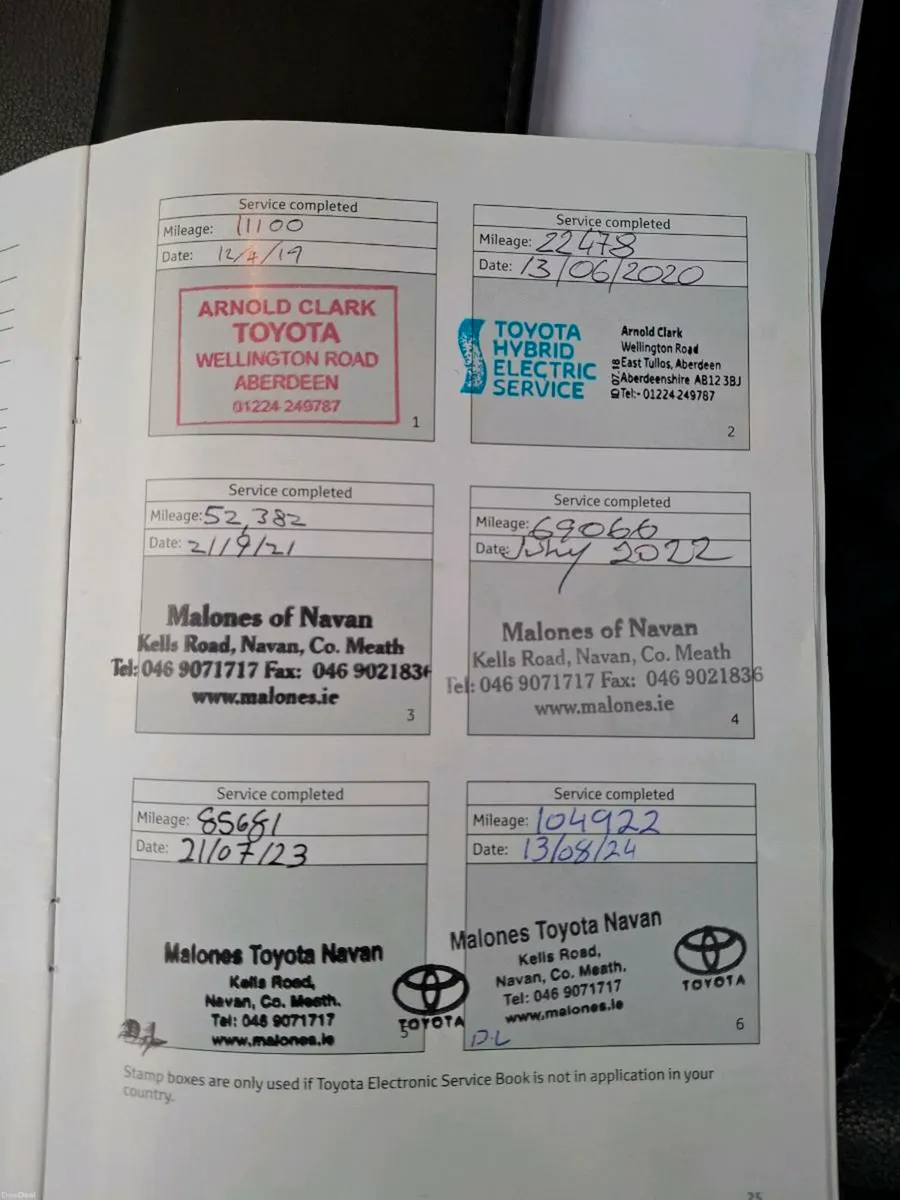 Service completed
Mileage: 11100
Date: 12/4/19
ARNOLD CLARK
TOYOTA
WELLINGTON ROAD
ABERDEEN
01224 249787
1
Service completed
Mileage: 22478
Date: 13/06/2020
TOYOTA
HYBRID
ELECTRIC
SERVICE
Arnold Clark
Wellington Road
East Tullos, Aberdeen
Aberdeenshire AB12 3BJ
Tel:- 01224 249787
2
Service completed
Mileage: 52,382
Date: 21/9/21
Malones of Navan
Kells Road, Navan, Co. Meath
Tel: 046 9071717 Fax: 046 9021836
www.malones.ie
3
Service completed
Mileage: 69066
Date: July 2022
Malones of Navan
Kells Road, Navan, Co. Meath
Tel: 046 9071717 Fax: 046 9021836
www.malones.ie
4
Service completed
Mileage: 85681
Date: 21/07/23
Malones Toyota Navan
Kells Road,
Navan, Co. Meath.
Tel: 046 9071717
www.malones.ie
TOYOTA
5
Service completed
Mileage: 104922
Date: 13/08/24
Malones Toyota Navan
Kells Road,
Navan, Co. Meath.
Tel: 046 9071717
www.malones.ie
TOYOTA
D.L
6
Stamp boxes are only used if Toyota Electronic Service Book is not in application in your
country.
25
DoneDeal